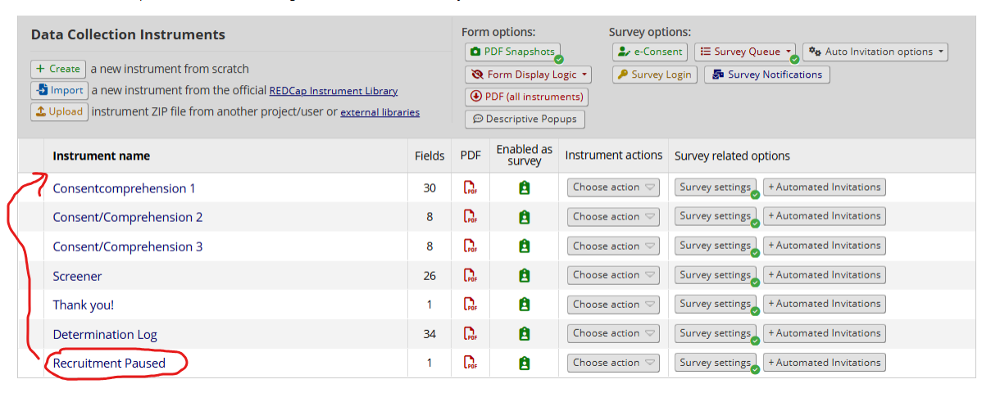 Data Collection Instruments
+ Create a new instrument from scratch
Import a new instrument from the official REDCap Instrument Library
Upload instrument ZIP file from another project/user or external libraries
Form options:
PDF Snapshots
Form Display Logic
PDF (all instruments)
Descriptive Popups
Survey options:
e-Consent Survey Queue Auto Invitation options
Survey Login Survey Notifications
Instrument name Fields PDF Enabled as survey Instrument actions Survey related options
Consentcomprehension 1 30 PDF Choose action Survey settings + Automated Invitations
Consent/Comprehension 2 8 PDF Choose action Survey settings + Automated Invitations
Consent/Comprehension 3 8 PDF Choose action Survey settings + Automated Invitations
Screener 26 PDF Choose action Survey settings + Automated Invitations
Thank you! 1 PDF Choose action Survey settings + Automated Invitations
Determination Log 34 PDF Choose action Survey settings + Automated Invitations
Recruitment Paused 1 PDF Choose action Survey settings + Automated Invitations